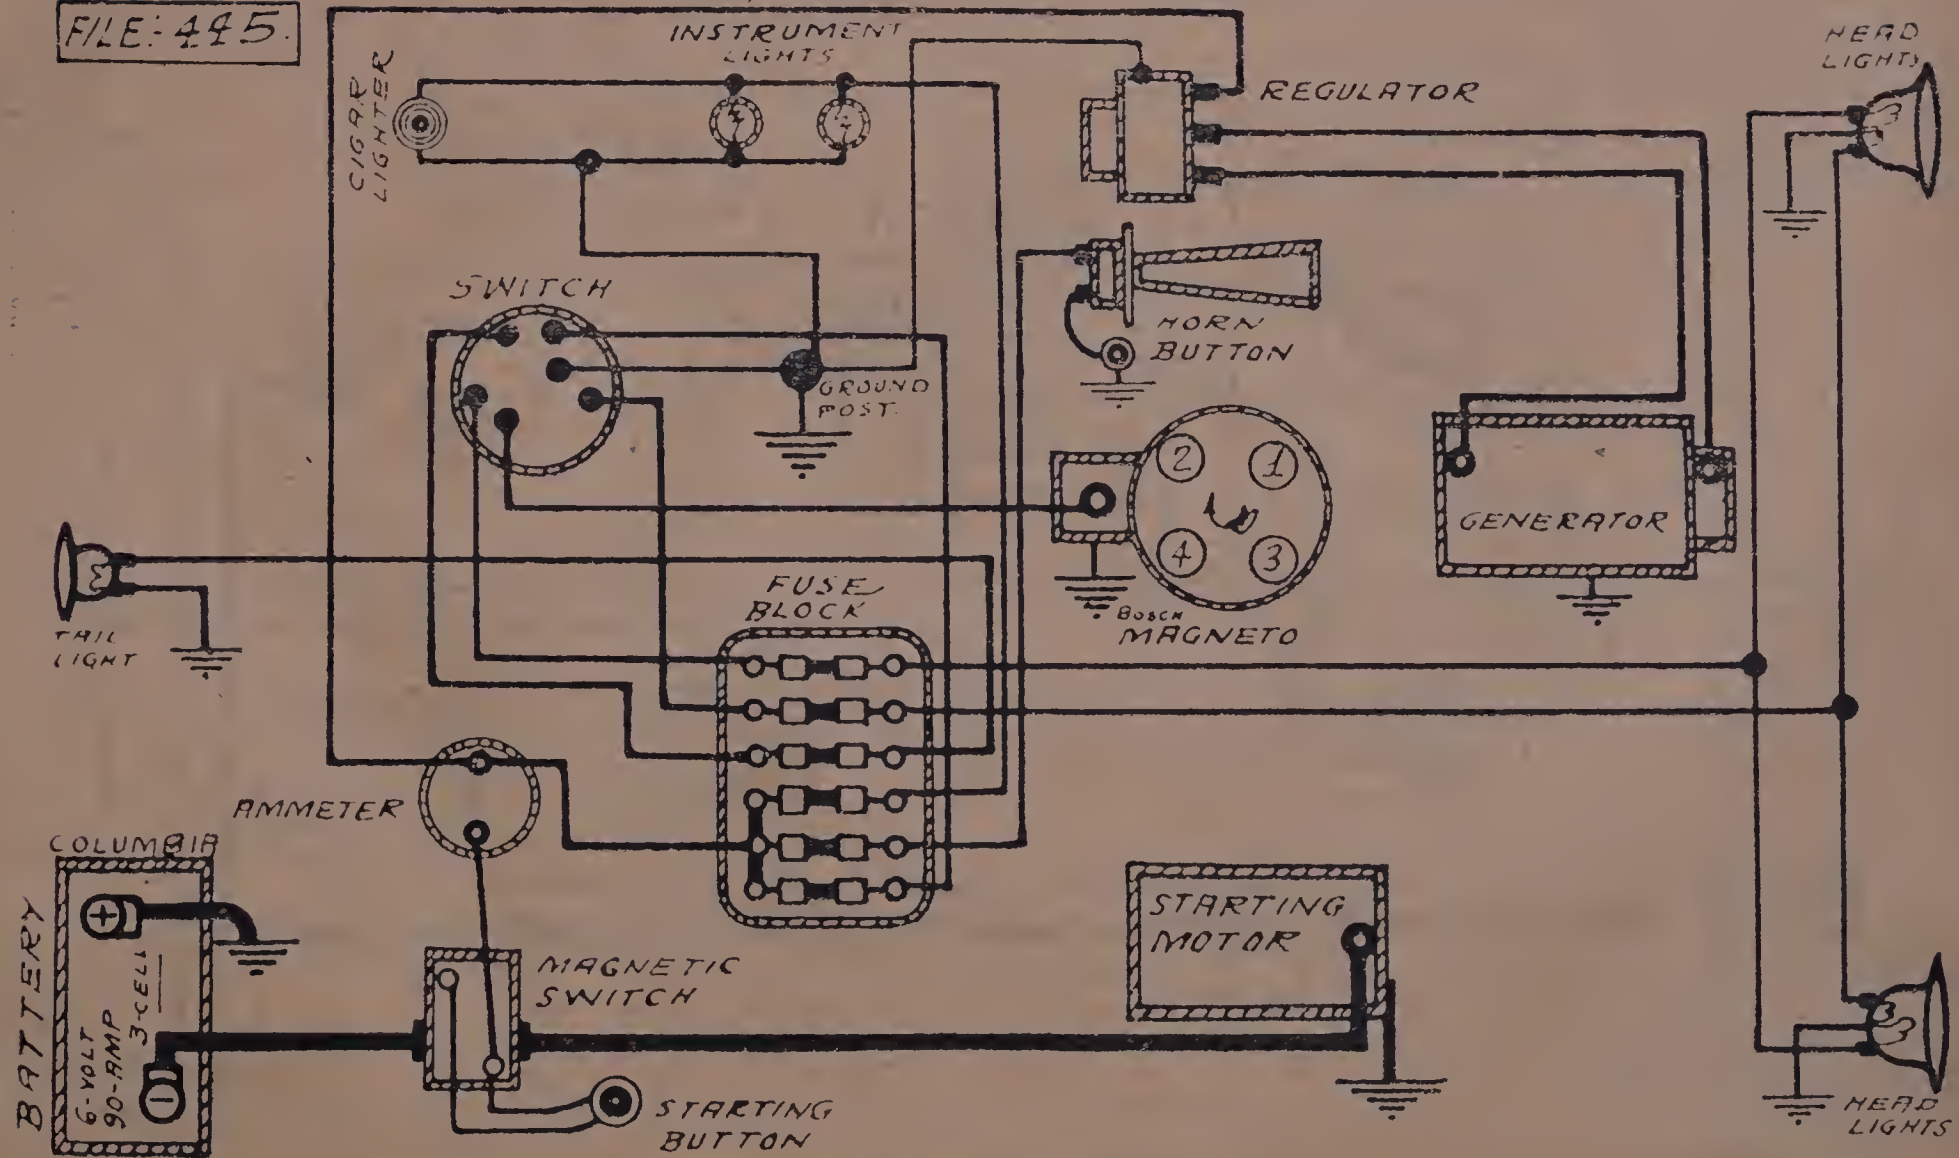 FILE:-445.
INSTRUMENT
LIGHTS
CIGAR
LIGHTER
REGULATOR
HEAD
LIGHTS
SWITCH
HORN
BUTTON
GROUND
POST.
2
1
4
3
GENERATOR
BOSCH
MAGNETO
TAIL
LIGHT
FUSE
BLOCK
AMMETER
COLUMBIA
BATTERY
+
3-CELL
6-VOLT
90-AMP
−
MAGNETIC
SWITCH
STARTING
MOTOR
STARTING
BUTTON
HEAD
LIGHTS